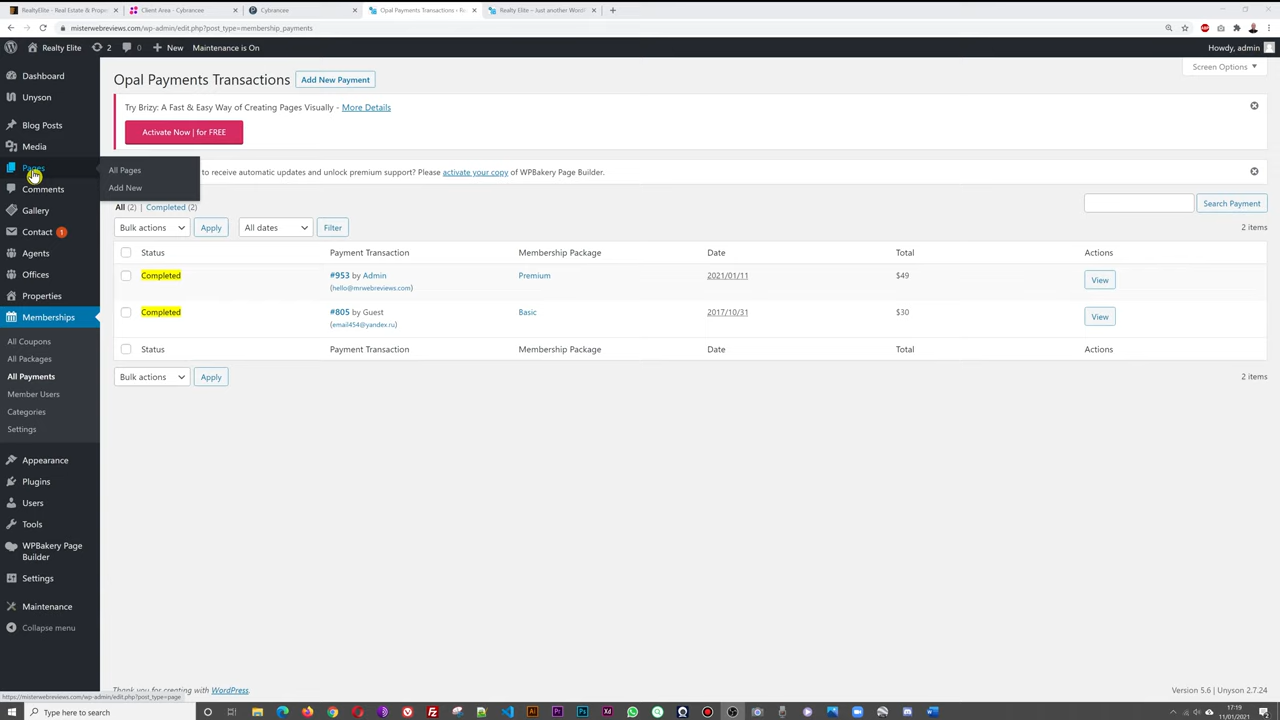 RealtyElite - Real Estate & Prope
Client Area - Cybrancee
Cybrancee
Opal Payments Transactions ‹ Re
Realty Elite – Just another WordP
misterwebreviews.com/wp-admin/edit.php?post_type=membership_payments
Realty Elite
2
0
New
Maintenance is On
Howdy, admin
Screen Options
Dashboard
Unyson
Blog Posts
Media
Pages
All Pages
Add New
Comments
Gallery
Contact 1
Agents
Offices
Properties
Memberships
All Coupons
All Packages
All Payments
Member Users
Categories
Settings
Appearance
Plugins
Users
Tools
WPBakery Page
Builder
Settings
Maintenance
Collapse menu
Opal Payments Transactions
Add New Payment
Try Brizy: A Fast & Easy Way of Creating Pages Visually - More Details
Activate Now | for FREE
to receive automatic updates and unlock premium support? Please activate your copy of WPBakery Page Builder.
All (2) | Completed (2)
Search Payment
Bulk actions
Apply
All dates
Filter
2 items
Status Payment Transaction Membership Package Date Total Actions
Completed #953 by Admin Premium 2021/01/11 $49 View
(hello@mrwebreviews.com)
Completed #805 by Guest Basic 2017/10/31 $30 View
(email454@yandex.ru)
Status Payment Transaction Membership Package Date Total Actions
Bulk actions
Apply
2 items
Thank you for creating with WordPress.
Version 5.6 | Unyson 2.7.24
https://misterwebreviews.com/wp-admin/edit.php?post_type=page
Type here to search
17:19
11/01/2021